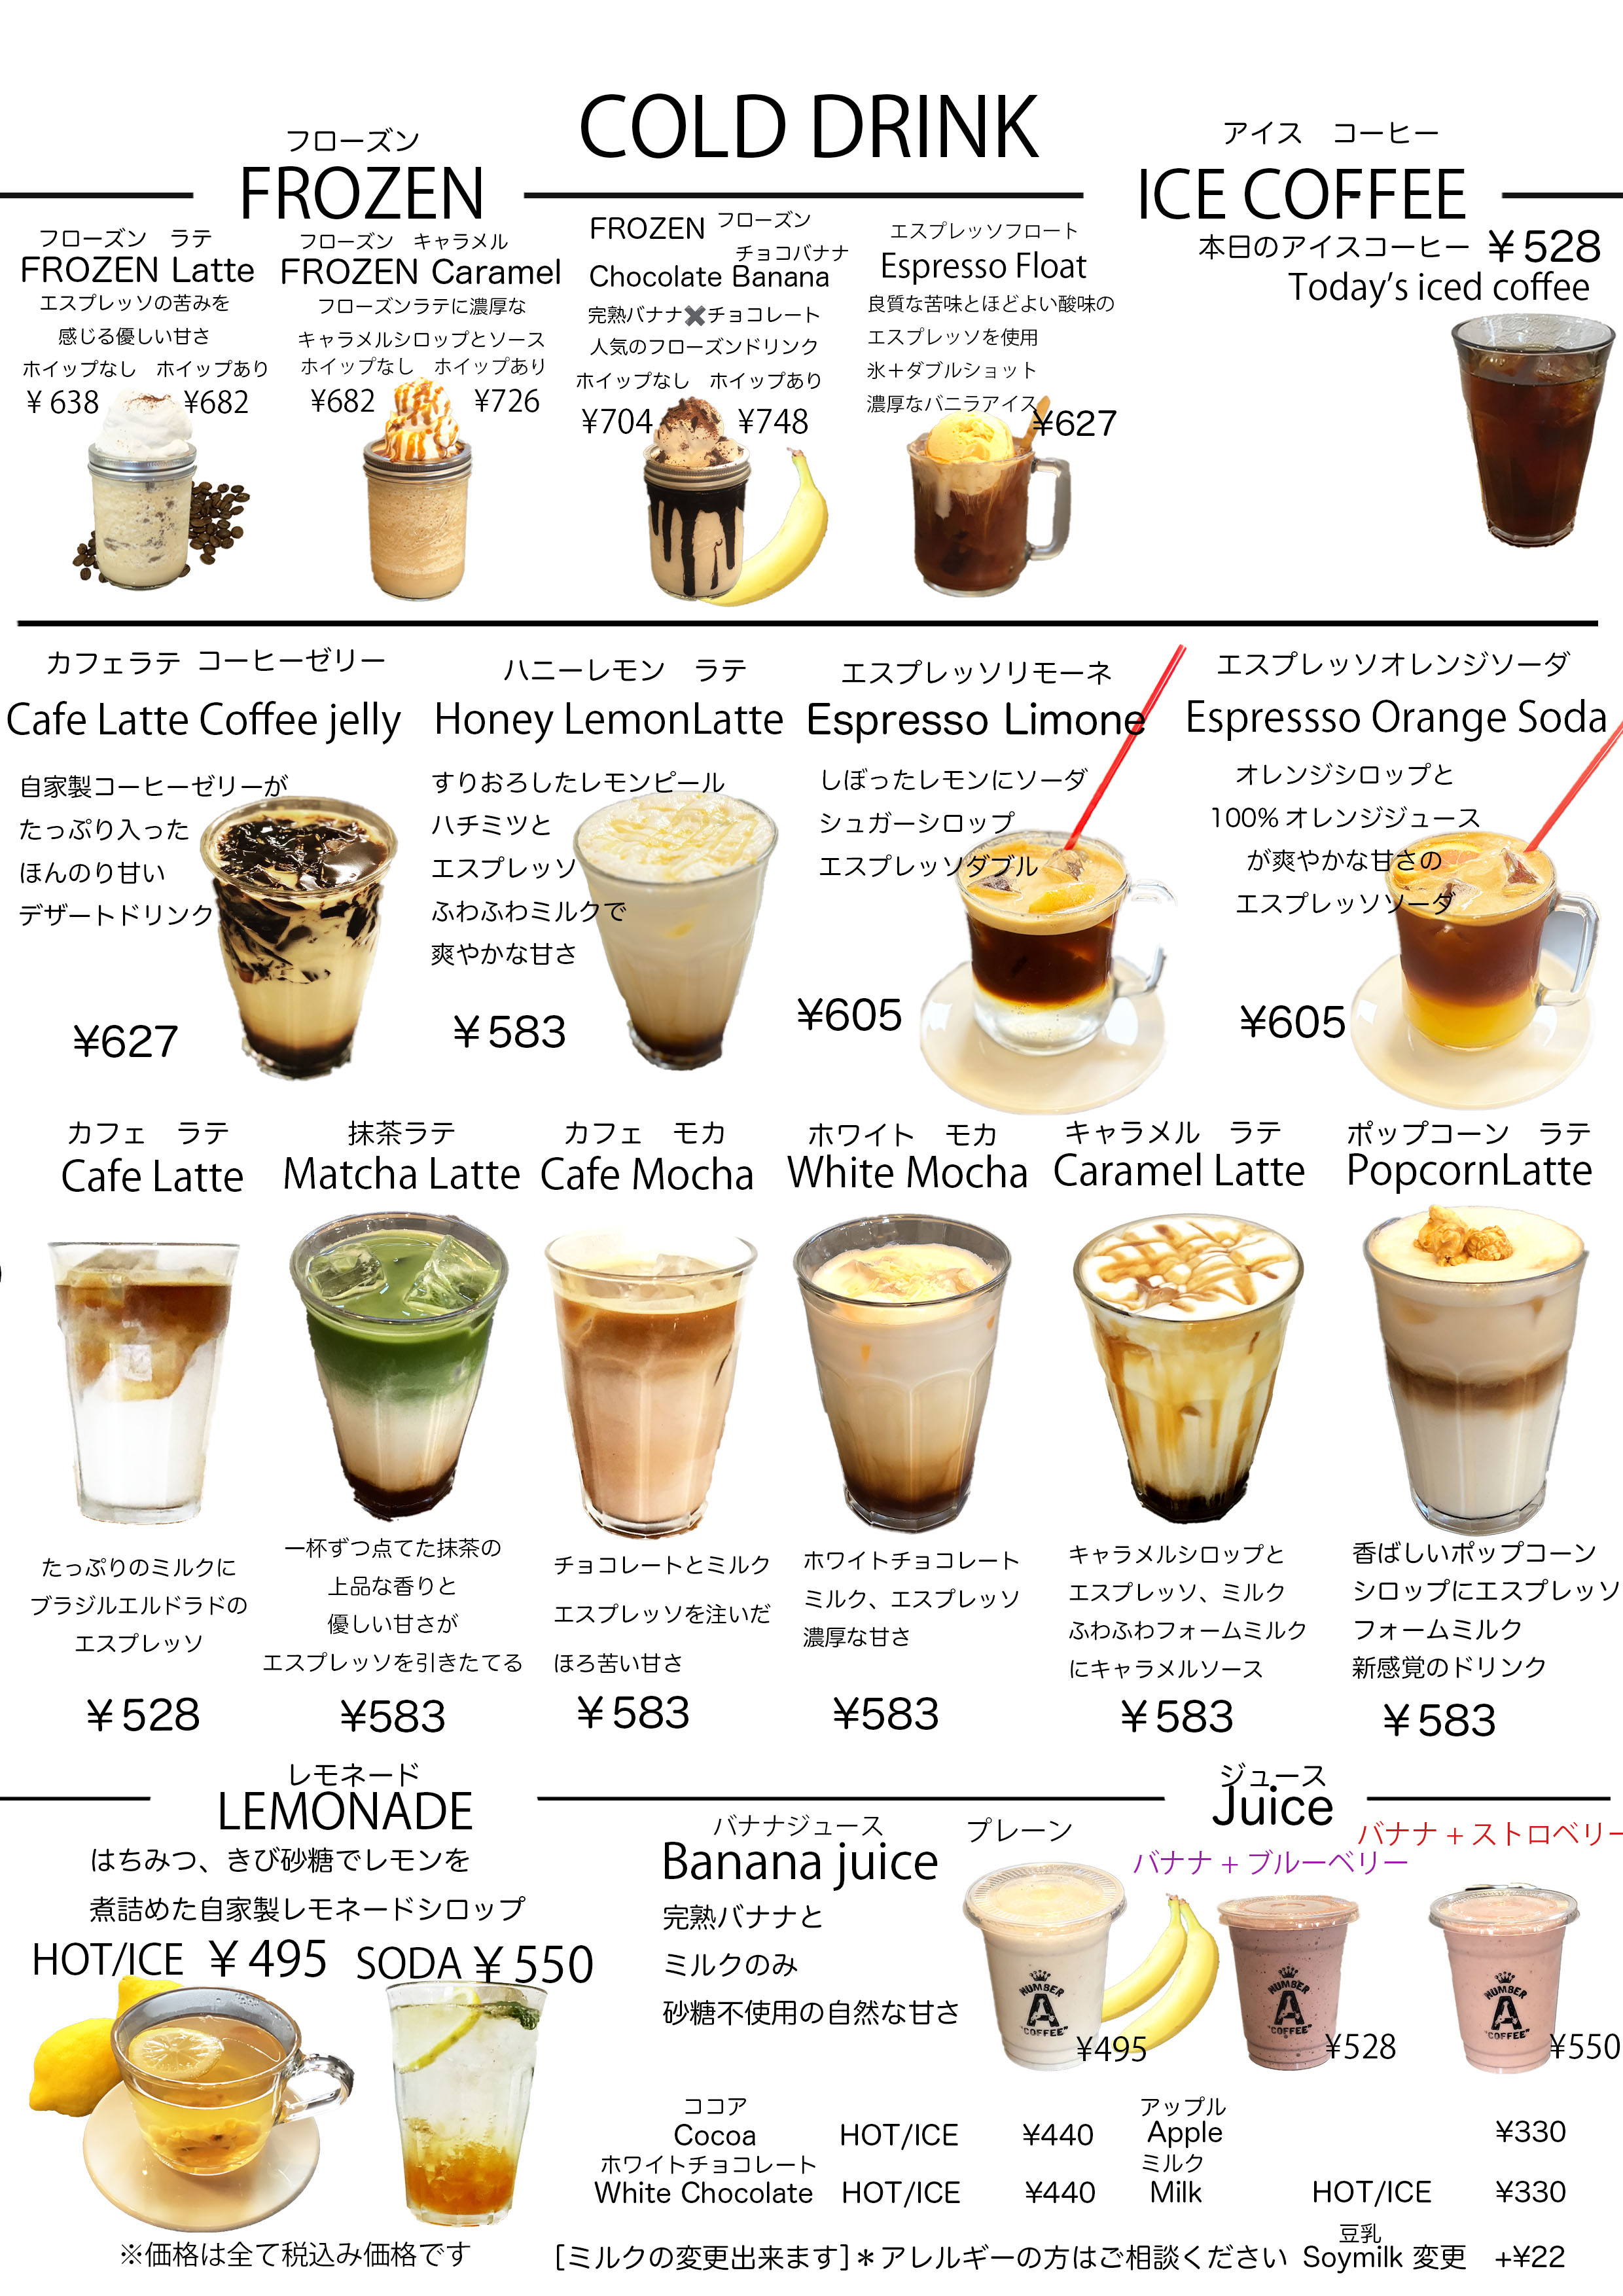 COLD DRINK
フローズン
FROZEN
アイス コーヒー
ICE COFFEE
フローズン ラテ
FROZEN Latte
エスプレッソの苦みを
感じる優しい甘さ
ホイップなし ホイップあり
¥638 ¥682
フローズン キャラメル
FROZEN Caramel
フローズンラテに濃厚な
キャラメルシロップとソース
ホイップなし ホイップあり
¥682 ¥726
FROZEN フローズン
チョコバナナ
Chocolate Banana
完熟バナナ✖チョコレート
人気のフローズンドリンク
ホイップなし ホイップあり
¥704 ¥748
エスプレッソフロート
Espresso Float
良質な苦味とほどよい酸味の
エスプレッソを使用
氷+ダブルショット
濃厚なバニラアイス
¥627
本日のアイスコーヒー ¥528
Today's iced coffee
カフェラテ コーヒーゼリー
Cafe Latte Coffee jelly
自家製コーヒーゼリーが
たっぷり入った
ほんのり甘い
デザートドリンク
¥627
ハニーレモン ラテ
Honey LemonLatte
すりおろしたレモンピール
ハチミツと
エスプレッソ
ふわふわミルクで
爽やかな甘さ
¥583
エスプレッソリモーネ
Espresso Limone
しぼったレモンにソーダ
シュガーシロップ
エスプレッソダブル
¥605
エスプレッソオレンジソーダ
Espressso Orange Soda
オレンジシロップと
100%オレンジジュース
が爽やかな甘さの
エスプレッソソーダ
¥605
カフェ ラテ
Cafe Latte
たっぷりのミルクに
ブラジルエルドラドの
エスプレッソ
¥528
抹茶ラテ
Matcha Latte
一杯ずつ点てた抹茶の
上品な香りと
優しい甘さが
エスプレッソを引きたてる
¥583
カフェ モカ
Cafe Mocha
チョコレートとミルク
エスプレッソを注いだ
ほろ苦い甘さ
¥583
ホワイト モカ
White Mocha
ホワイトチョコレート
ミルク、エスプレッソ
濃厚な甘さ
¥583
キャラメル ラテ
Caramel Latte
キャラメルシロップと
エスプレッソ、ミルク
ふわふわフォームミルク
にキャラメルソース
¥583
ポップコーン ラテ
PopcornLatte
香ばしいポップコーン
シロップにエスプレッソ
フォームミルク
新感覚のドリンク
¥583
レモネード
LEMONADE
はちみつ、きび砂糖でレモンを
煮詰めた自家製レモネードシロップ
HOT/ICE ¥495 SODA ¥550
ジュース
Juice
バナナジュース
Banana juice
完熟バナナと
ミルクのみ
砂糖不使用の自然な甘さ
プレーン
NUMBER
A
"COFFEE"
¥495
バナナ + ブルーベリー
NUMBER
A
"COFFEE"
¥528
バナナ + ストロベリー
NUMBER
A
"COFFEE"
¥550
ココア
Cocoa HOT/ICE ¥440
ホワイトチョコレート
White Chocolate HOT/ICE ¥440
アップル
Apple ¥330
ミルク
Milk HOT/ICE ¥330
※価格は全て税込み価格です
[ミルクの変更出来ます]＊アレルギーの方はご相談ください
豆乳
Soymilk 変更 +¥22